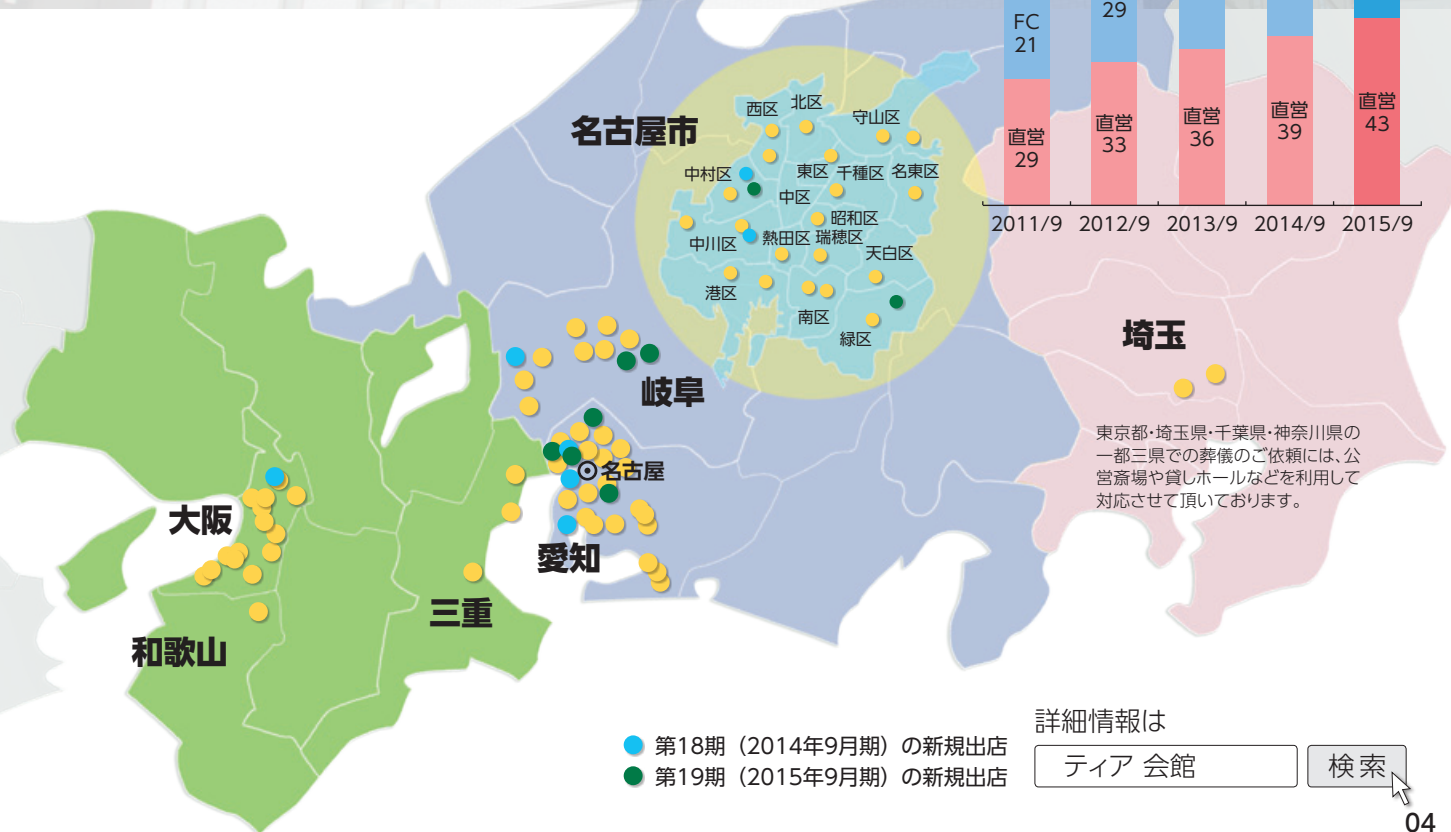 29
FC
21
直営
29
直営
33
直営
36
直営
39
直営
43
2011/9 2012/9 2013/9 2014/9 2015/9
名古屋市
西区
北区
守山区
中村区
東区
千種区
名東区
中区
昭和区
中川区
熱田区
瑞穂区
天白区
港区
南区
緑区
埼玉
東京都・埼玉県・千葉県・神奈川県の
一都三県での葬儀のご依頼には、公
営斎場や貸しホールなどを利用して
対応させて頂いております。
岐阜
名古屋
大阪
愛知
三重
和歌山
第18期（2014年9月期）の新規出店
第19期（2015年9月期）の新規出店
詳細情報は
ティア 会館
検索
04